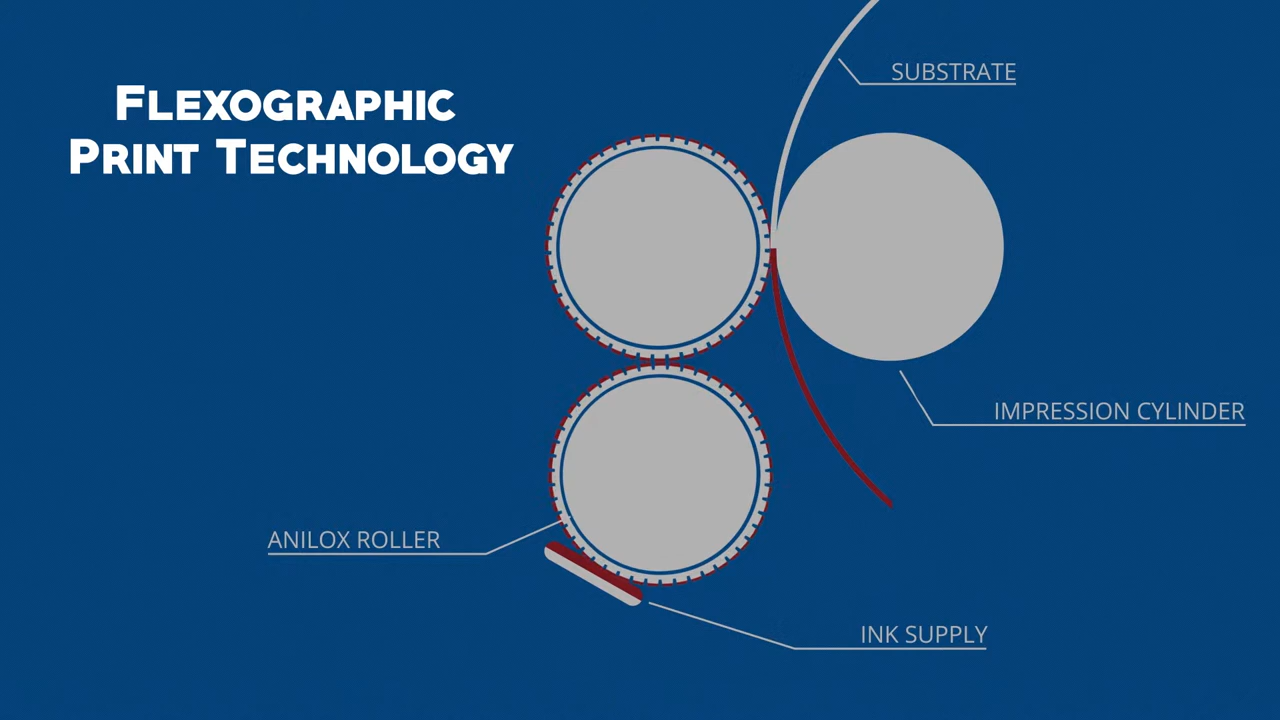 Flexographic
Print Technology
SUBSTRATE
IMPRESSION CYLINDER
ANILOX ROLLER
INK SUPPLY